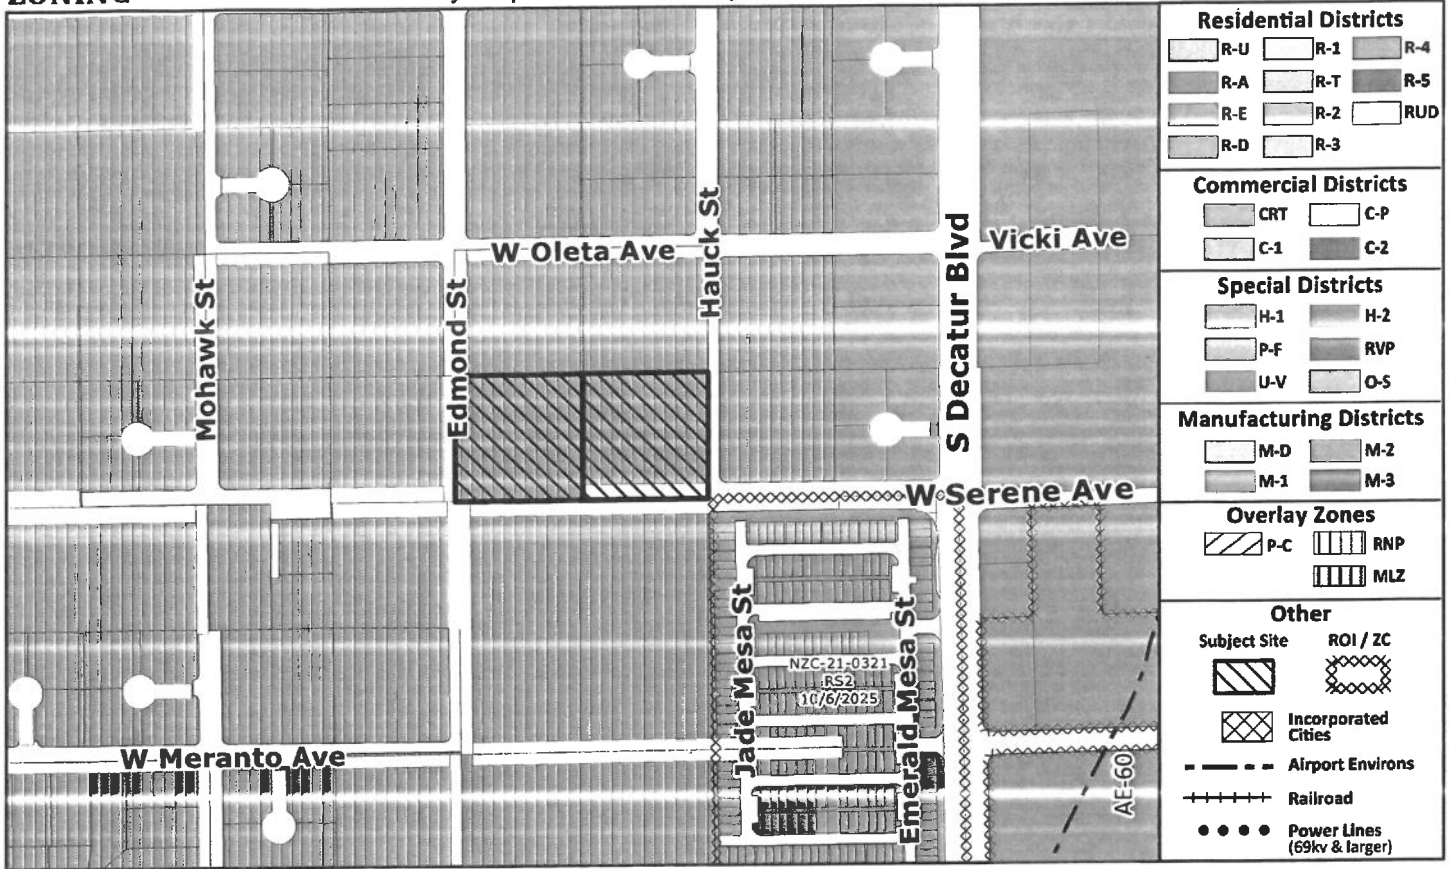 ZONING
W Oleta Ave
Vicki Ave
Hauck St
S Decatur Blvd
Mohawk St
Edmond St
W Serene Ave
Jade Mesa St
Emerald Mesa St
NZC-21-0321
RS2
10/6/2025
W Meranto Ave
AE-60
Residential Districts
R-U R-1 R-4
R-A R-T R-5
R-E R-2 RUD
R-D R-3
Commercial Districts
CRT C-P
C-1 C-2
Special Districts
H-1 H-2
P-F RVP
U-V O-S
Manufacturing Districts
M-D M-2
M-1 M-3
Overlay Zones
P-C RNP
MLZ
Other
Subject Site ROI / ZC
Incorporated
Cities
Airport Environs
Railroad
Power Lines
(69kv & larger)